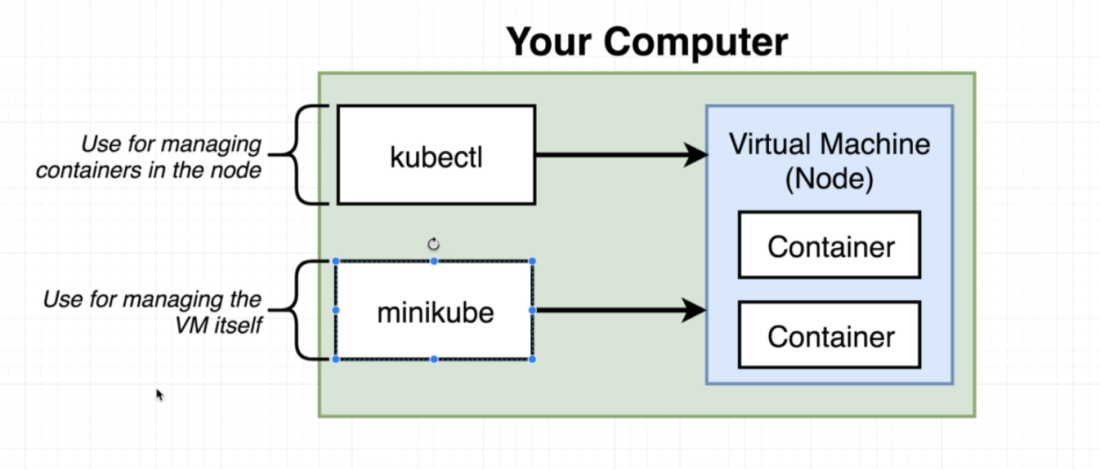 Your Computer
Use for managing
containers in the node
kubectl
Virtual Machine
(Node)
Container
Use for managing the
VM itself
minikube
Container